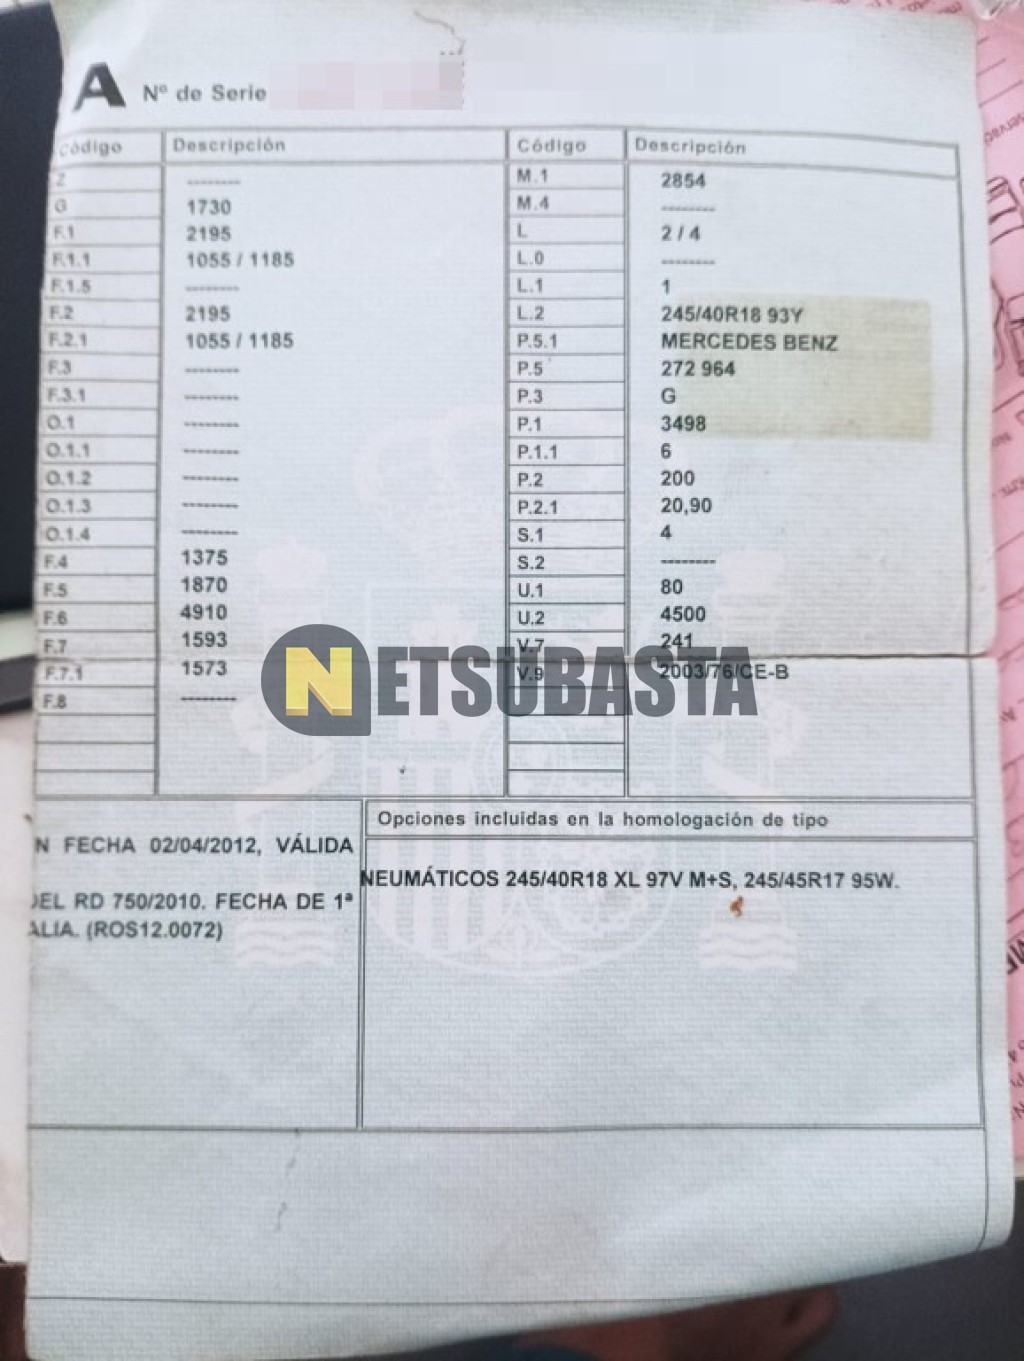 A Nº de Serie
Código Descripción Código Descripción
Z -------- M.1 2854
G 1730 M.4 --------
F.1 2195 L 2 / 4
F.1.1 1055 / 1185 L.0 --------
F.1.5 -------- L.1 1
F.2 2195 L.2 245/40R18 93Y
F.2.1 1055 / 1185 P.5.1 MERCEDES BENZ
F.3 -------- P.5 272 964
F.3.1 -------- P.3 G
O.1 -------- P.1 3498
O.1.1 -------- P.1.1 6
O.1.2 -------- P.2 200
O.1.3 -------- P.2.1 20,90
O.1.4 -------- S.1 4
F.4 1375 S.2 --------
F.5 1870 U.1 80
F.6 4910 U.2 4500
F.7 1593 V.7 241
F.7.1 1573 V.9 2003/76/CE-B
F.8 --------
NETSUBASTA
Opciones incluidas en la homologación de tipo
N FECHA 02/04/2012, VÁLIDA
DEL RD 750/2010. FECHA DE 1ª
ALIA. (ROS12.0072)
NEUMÁTICOS 245/40R18 XL 97V M+S, 245/45R17 95W.